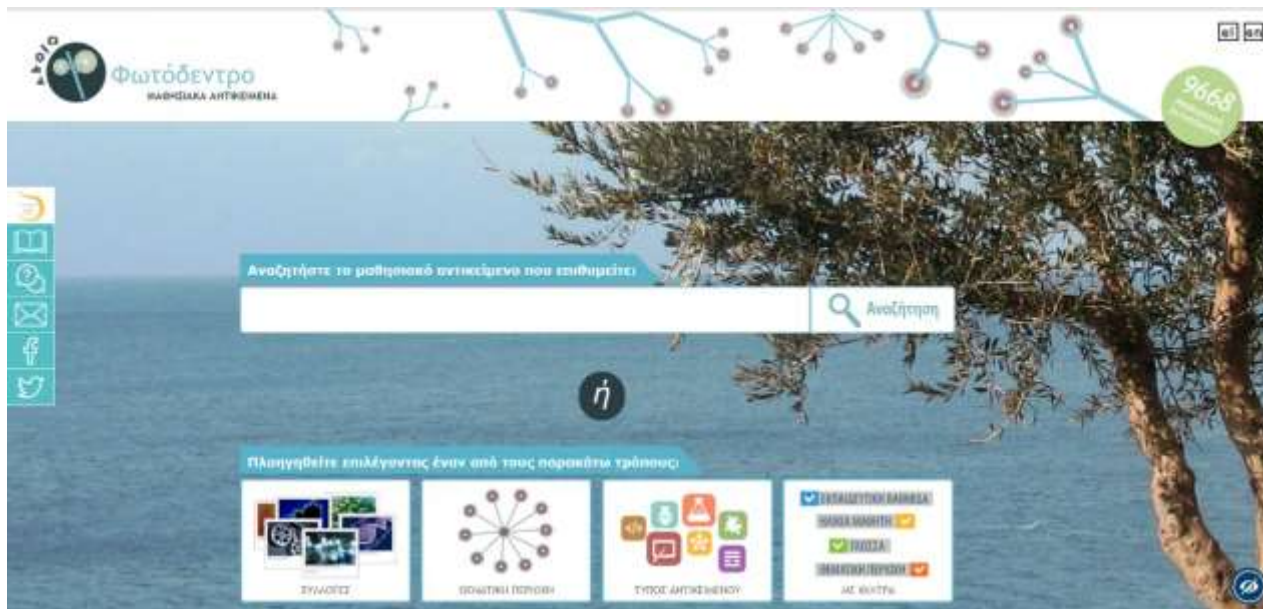 el en
Φωτόδεντρο
ΜΑΘΗΣΙΑΚΑ ΑΝΤΙΚΕΙΜΕΝΑ
9668
Αναζητήστε το μαθησιακό αντικείμενο που επιθυμείτε:
Αναζήτηση
ή
Πλοηγηθείτε επιλέγοντας έναν από τους παρακάτω τρόπους:
ΕΚΠΑΙΔΕΥΤΙΚΗ ΒΑΘΜΙΔΑ
ΗΛΙΚΙΑ ΜΑΘΗΤΗ
ΓΛΩΣΣΑ
ΘΕΜΑΤΙΚΗ ΠΕΡΙΟΧΗ
ΣΥΛΛΟΓΕΣ
ΘΕΜΑΤΙΚΗ ΠΕΡΙΟΧΗ
ΤΥΠΟΣ ΑΝΤΙΚΕΙΜΕΝΟΥ
ΜΕ ΦΙΛΤΡΑ